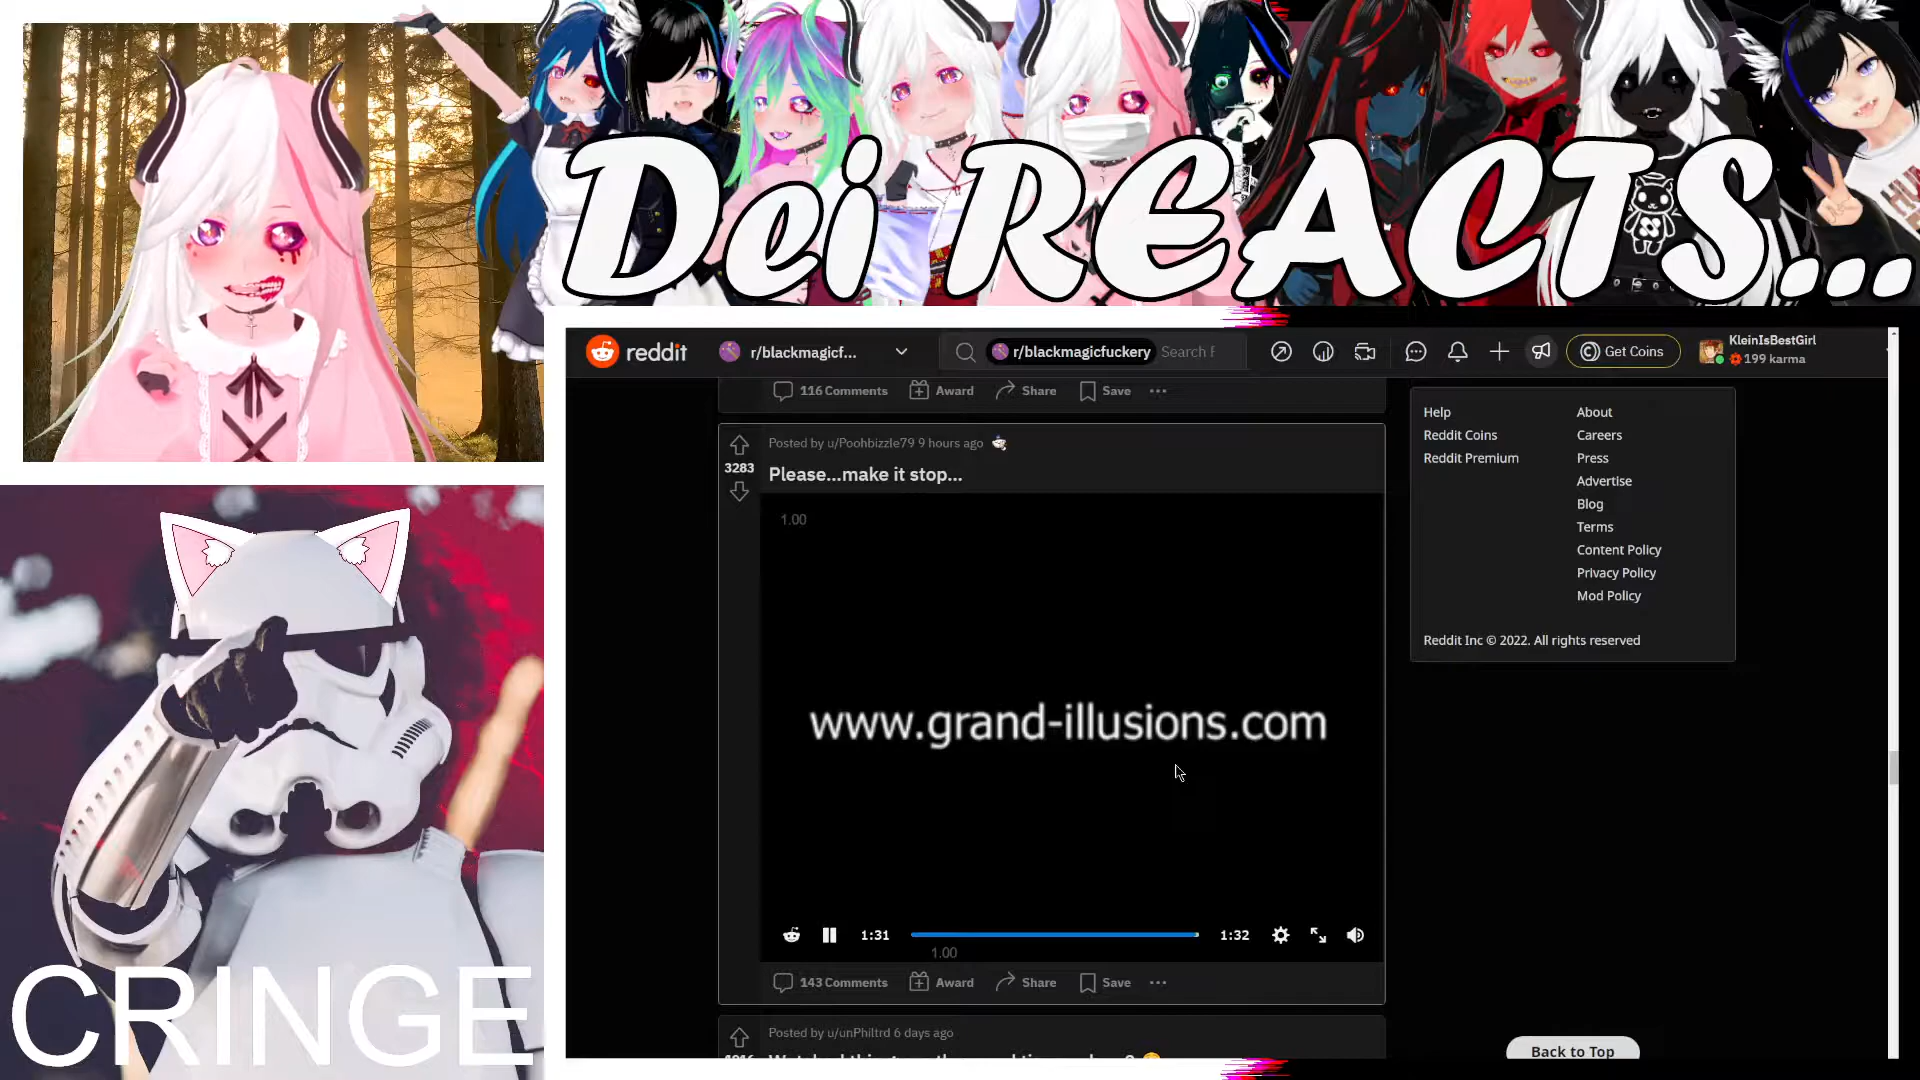 Dei REACTS...
reddit
r/blackmagicf...
r/blackmagicfuckery
Search f
Get Coins
KleinIsBestGirl
199 karma
116 Comments
Award
Share
Save
Posted by u/Poohbizzle79 9 hours ago
3283
Please...make it stop...
1.00
www.grand-illusions.com
1:31
1:32
1.00
143 Comments
Award
Share
Save
Posted by u/unPhiltrd 6 days ago
Help
Reddit Coins
Reddit Premium
About
Careers
Press
Advertise
Blog
Terms
Content Policy
Privacy Policy
Mod Policy
Reddit Inc © 2022. All rights reserved
Back to Top
CRINGE